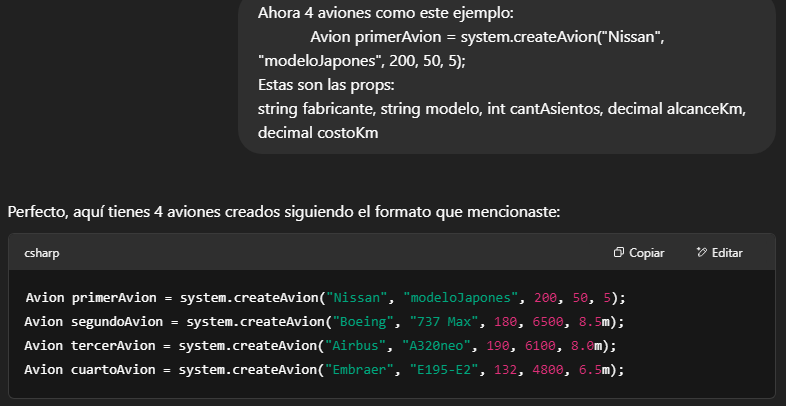 Ahora 4 aviones como este ejemplo:
Avion primerAvion = system.createAvion("Nissan",
"modeloJapones", 200, 50, 5);
Estas son las props:
string fabricante, string modelo, int cantAsientos, decimal alcanceKm,
decimal costoKm
Perfecto, aquí tienes 4 aviones creados siguiendo el formato que mencionaste:
csharp Copiar Editar
Avion primerAvion = system.createAvion("Nissan", "modeloJapones", 200, 50, 5);
Avion segundoAvion = system.createAvion("Boeing", "737 Max", 180, 6500, 8.5m);
Avion tercerAvion = system.createAvion("Airbus", "A320neo", 190, 6100, 8.0m);
Avion cuartoAvion = system.createAvion("Embraer", "E195-E2", 132, 4800, 6.5m);